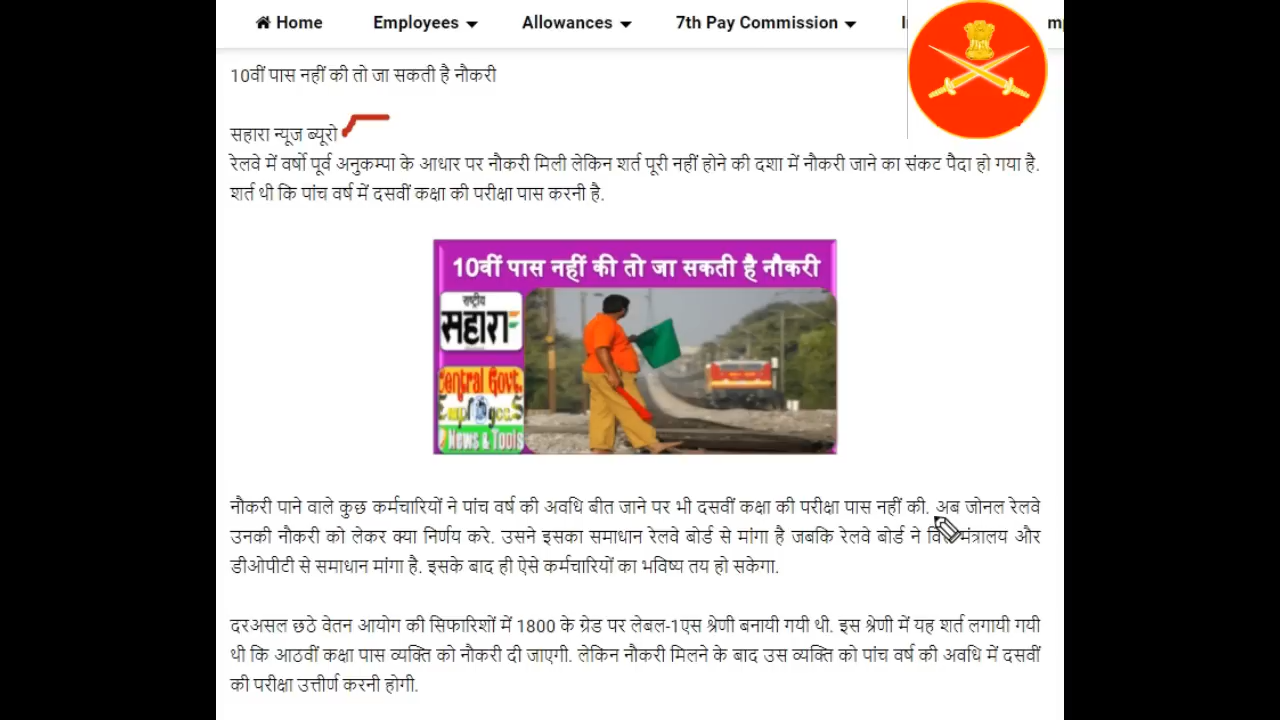 Home Employees Allowances 7th Pay Commission
10वीं पास नहीं की तो जा सकती है नौकरी
सहारा न्यूज ब्यूरो
रेलवे में वर्षो पूर्व अनुकम्पा के आधार पर नौकरी मिली लेकिन शर्त पूरी नहीं होने की दशा में नौकरी जाने का संकट पैदा हो गया है.
शर्त थी कि पांच वर्ष में दसवीं कक्षा की परीक्षा पास करनी है.
10वीं पास नहीं की तो जा सकती है नौकरी
राष्ट्रीय
सहारा
Central Govt.
Employees
News & Tools
नौकरी पाने वाले कुछ कर्मचारियों ने पांच वर्ष की अवधि बीत जाने पर भी दसवीं कक्षा की परीक्षा पास नहीं की. अब जोनल रेलवे
उनकी नौकरी को लेकर क्या निर्णय करे. उसने इसका समाधान रेलवे बोर्ड से मांगा है जबकि रेलवे बोर्ड ने वित्त मंत्रालय और
डीओपीटी से समाधान मांगा है. इसके बाद ही ऐसे कर्मचारियों का भविष्य तय हो सकेगा.
दरअसल छठे वेतन आयोग की सिफारिशों में 1800 के ग्रेड पर लेबल-1एस श्रेणी बनायी गयी थी. इस श्रेणी में यह शर्त लगायी गयी
थी कि आठवीं कक्षा पास व्यक्ति को नौकरी दी जाएगी. लेकिन नौकरी मिलने के बाद उस व्यक्ति को पांच वर्ष की अवधि में दसवीं
की परीक्षा उत्तीर्ण करनी होगी.